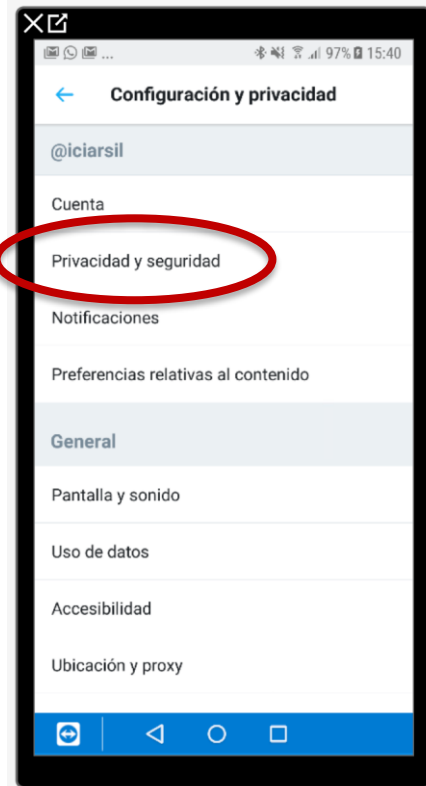 ... 97% 15:40
Configuración y privacidad
@iciarsil
Cuenta
Privacidad y seguridad
Notificaciones
Preferencias relativas al contenido
General
Pantalla y sonido
Uso de datos
Accesibilidad
Ubicación y proxy